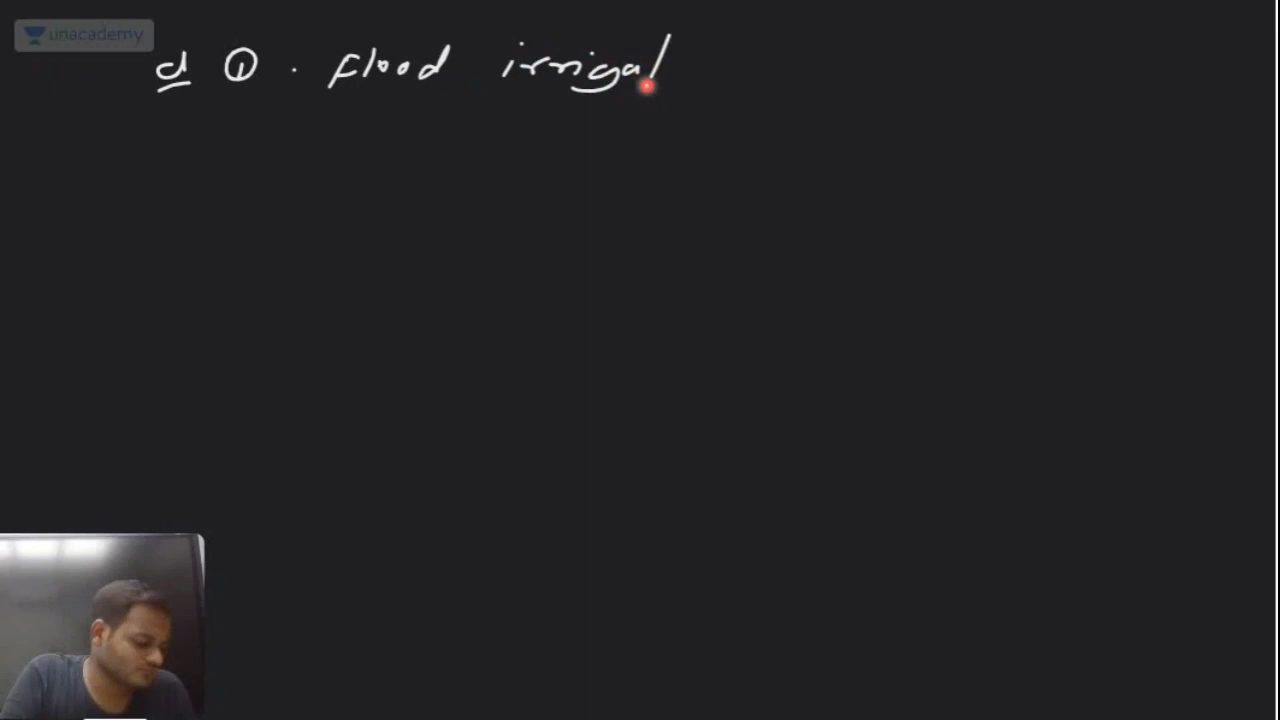 unacademy
d ① . flood irrigat